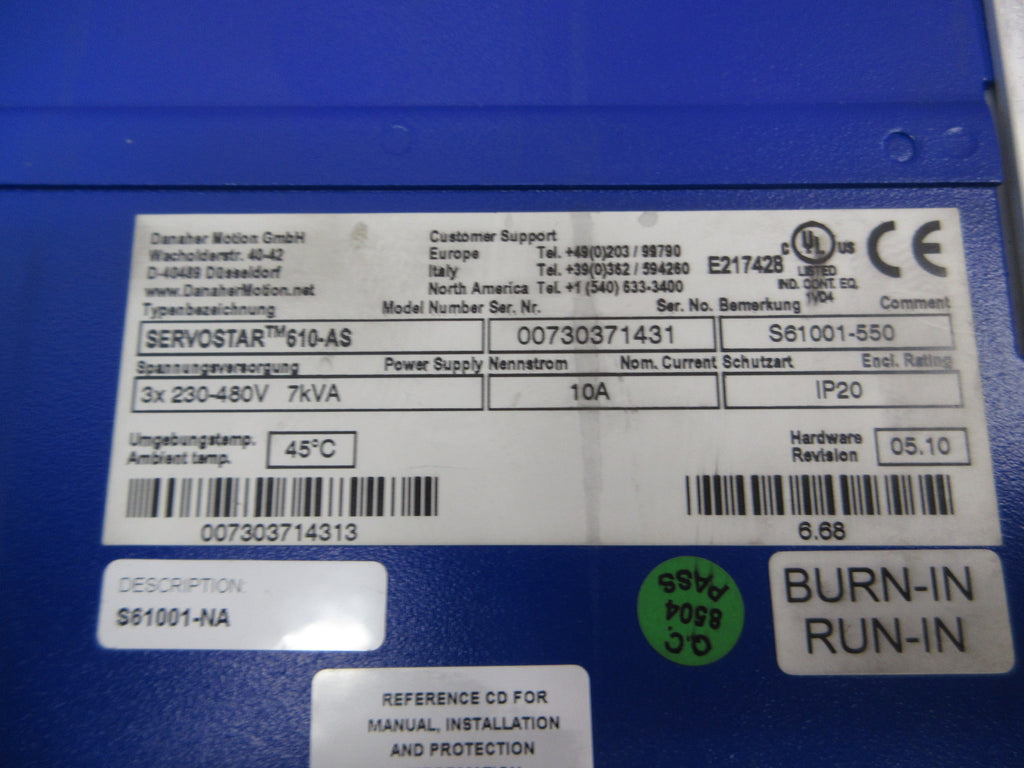 Danaher Motion GmbH
Wacholderstr. 40-42
D-40489 Düsseldorf
www.DanaherMotion.net
Customer Support
Europe Tel. +49(0)203 / 99790
Italy Tel. +39(0)362 / 594260
North America Tel. +1 (540) 633-3400
E217428
C UL US
LISTED
IND. CONT. EQ.
1VD4
CE
Typenbezeichnung Model Number Ser. Nr. Ser. No. Bemerkung Comment
SERVOSTAR™610-AS 00730371431 S61001-550
Spannungsversorgung Power Supply Nennstrom Nom. Current Schutzart Encl. Rating
3x 230-480V 7kVA 10A IP20
Umgebungstemp.
Ambient temp. 45°C
Hardware
Revision 05.10
007303714313 6.68
DESCRIPTION:
S61001-NA
Q.C.
8504
PASS
BURN-IN
RUN-IN
REFERENCE CD FOR
MANUAL, INSTALLATION
AND PROTECTION